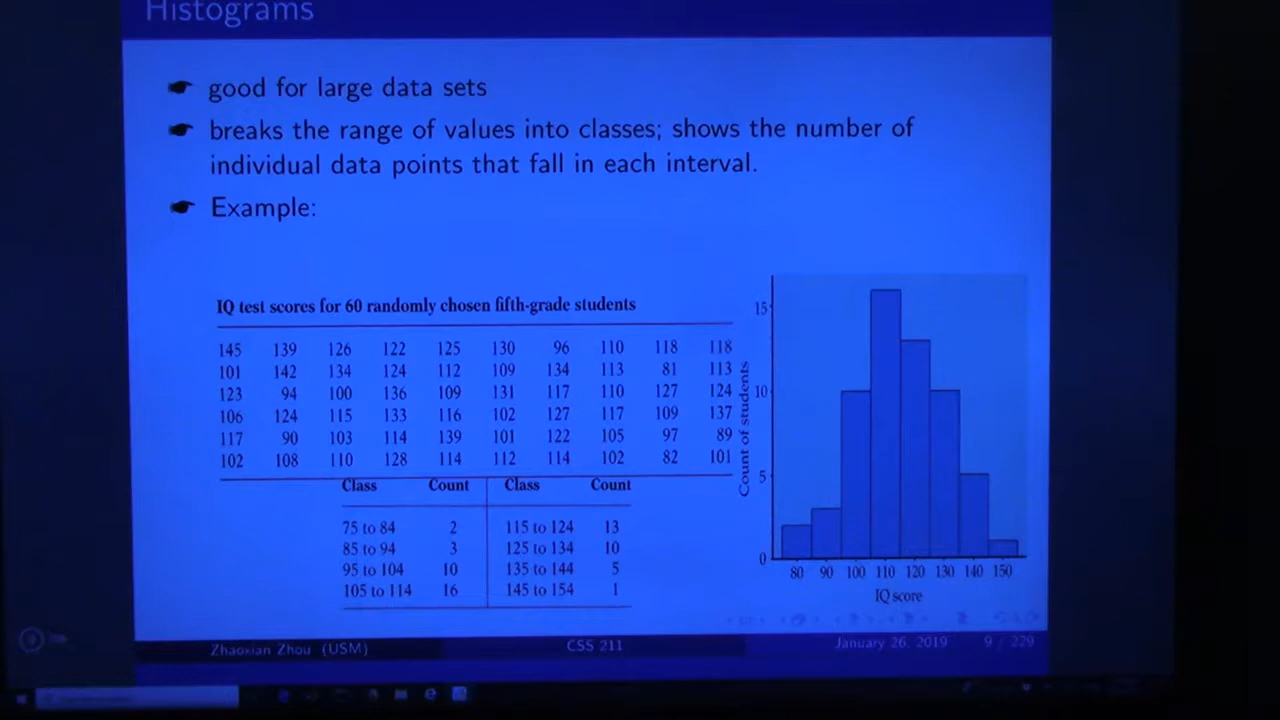 Histograms
good for large data sets
breaks the range of values into classes; shows the number of
individual data points that fall in each interval.
Example:
IQ test scores for 60 randomly chosen fifth-grade students
145 139 126 122 125 130 96 110 118 118
101 142 134 124 112 109 134 113 81 113
123 94 100 136 109 131 117 110 127 124
106 124 115 133 116 102 127 117 109 137
117 90 103 114 139 101 122 105 97 89
102 108 110 128 114 112 114 102 82 101
Class Count Class Count
75 to 84 2 115 to 124 13
85 to 94 3 125 to 134 10
95 to 104 10 135 to 144 5
105 to 114 16 145 to 154 1
Count of students
15
10
5
0
80 90 100 110 120 130 140 150
IQ score
Zhaoxian Zhou (USM) CSS 211 January 26, 2019 9 / 229